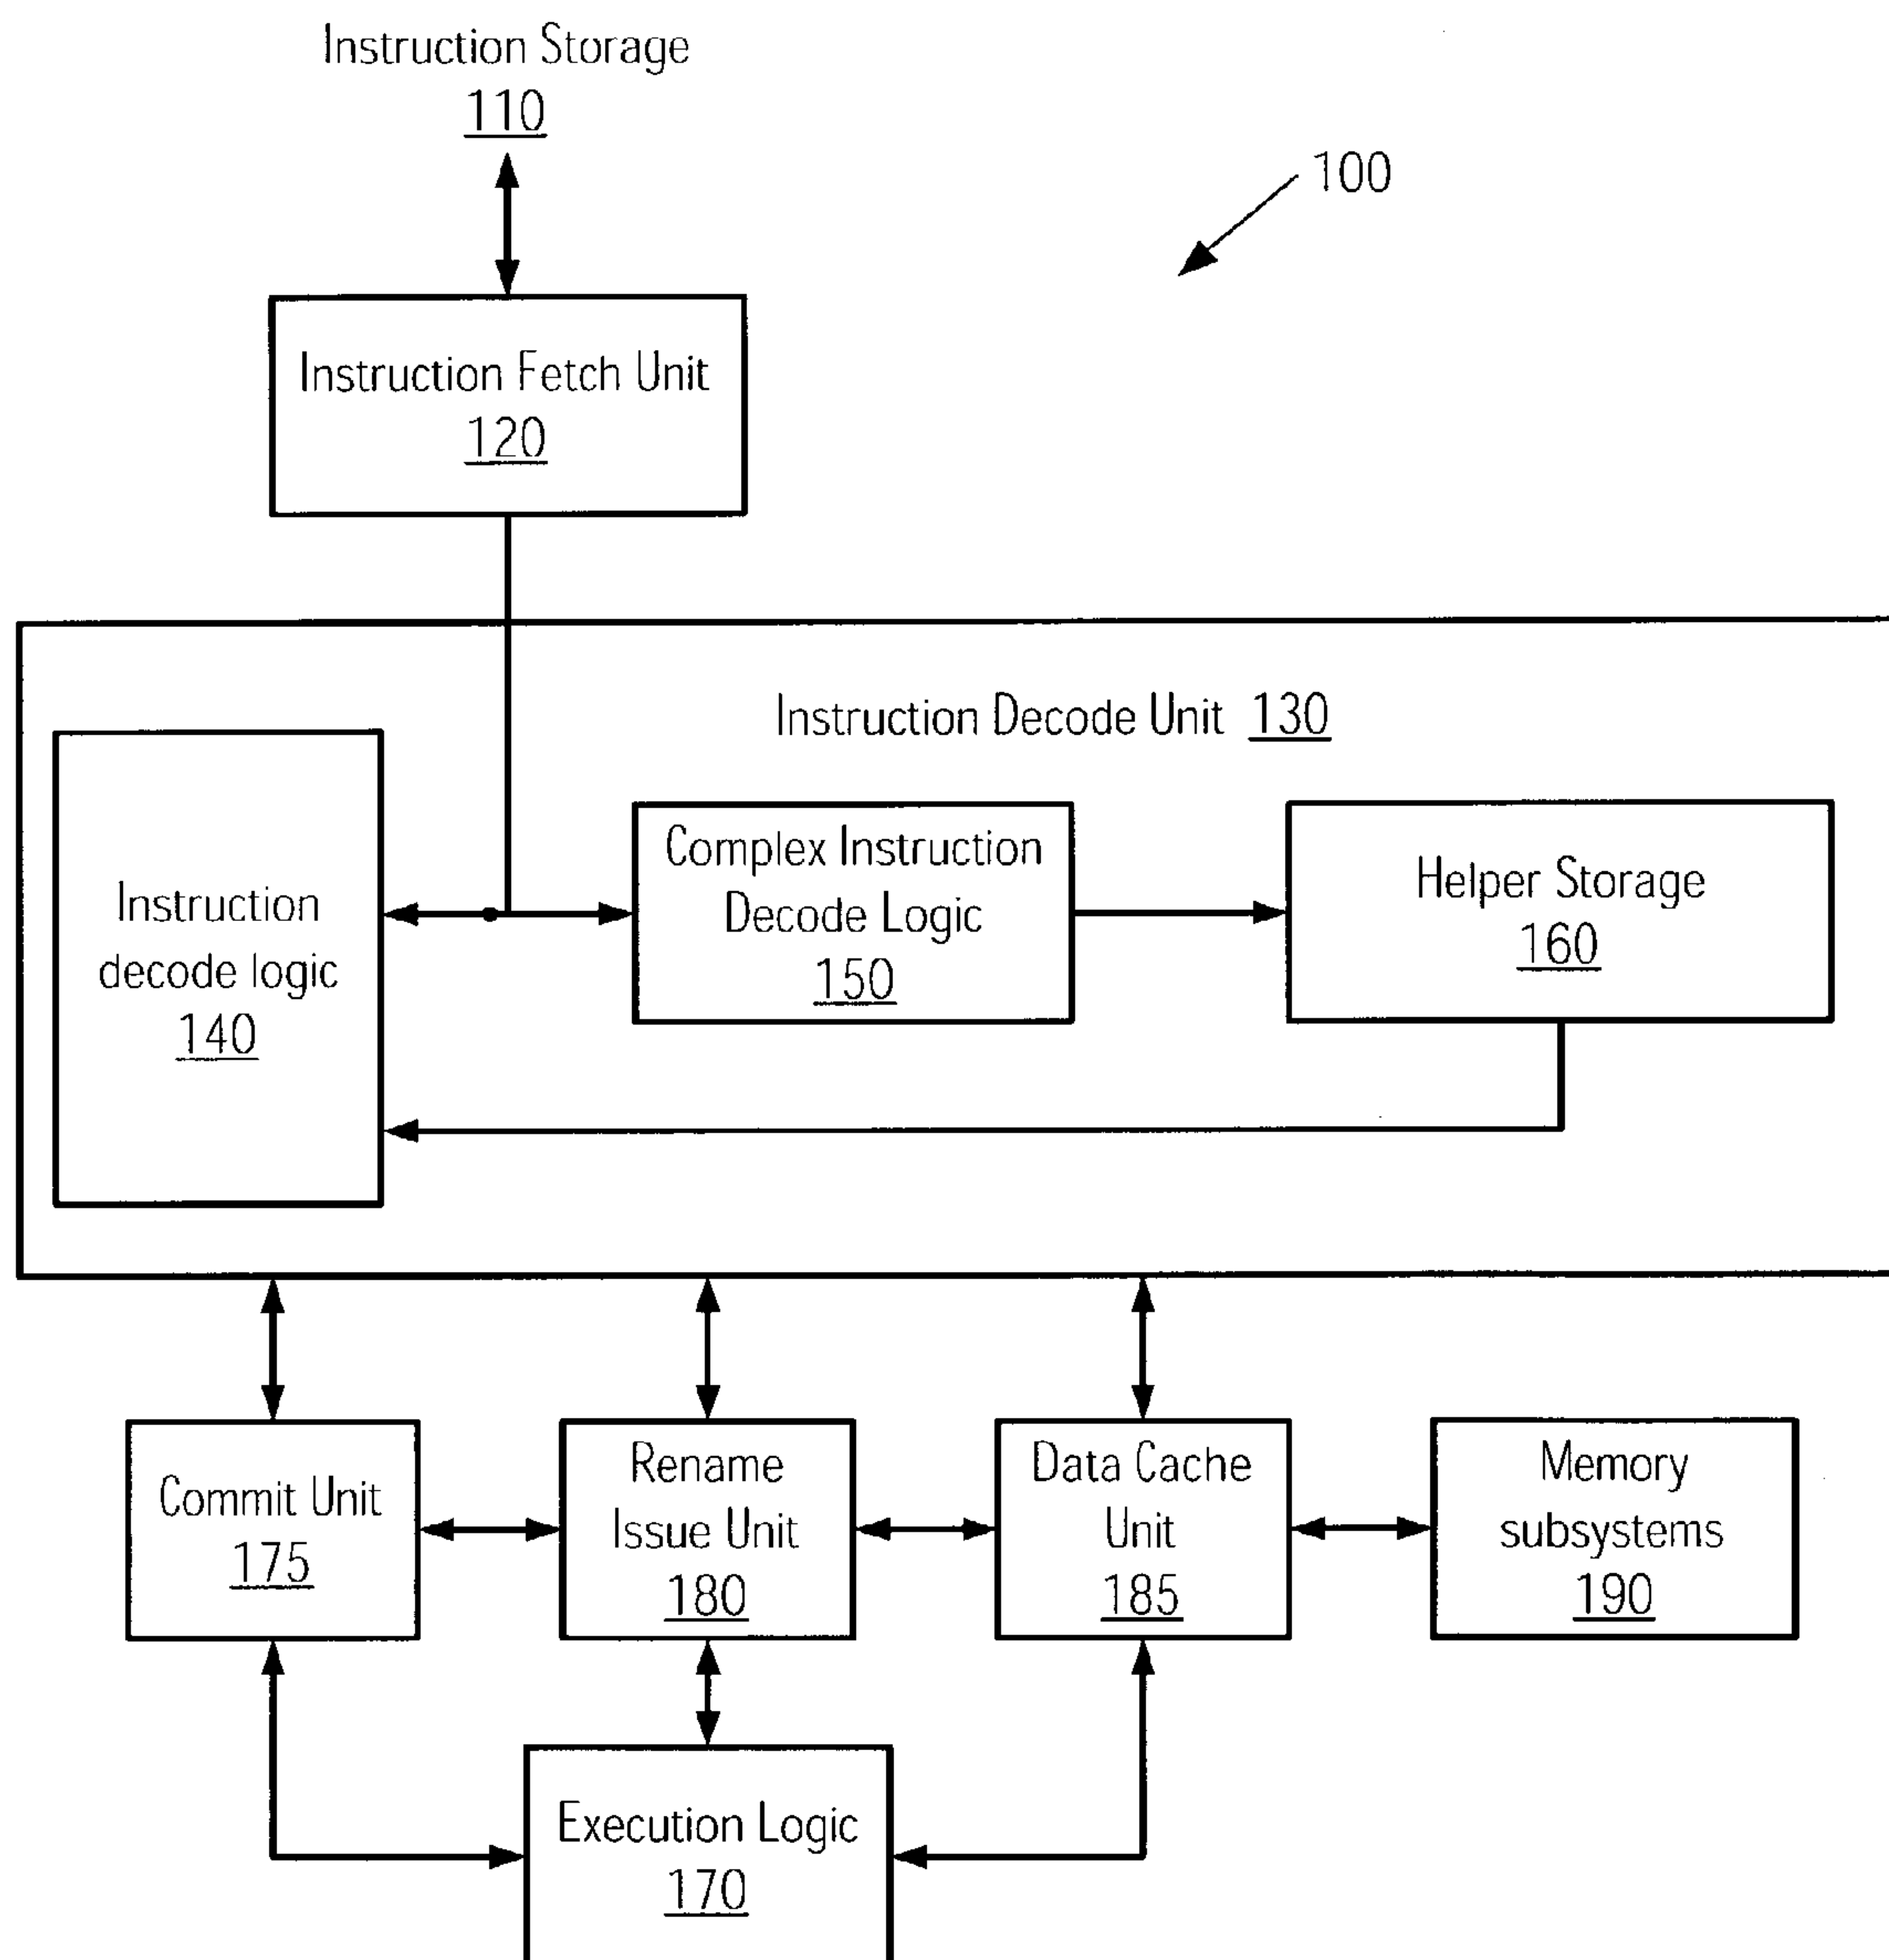 Instruction Storage
110
100
Instruction Fetch Unit
120
Instruction Decode Unit 130
Instruction
decode logic
140
Complex Instruction
Decode Logic
150
Helper Storage
160
Commit Unit
175
Rename
Issue Unit
180
Data Cache
Unit
185
Memory
subsystems
190
Execution Logic
170